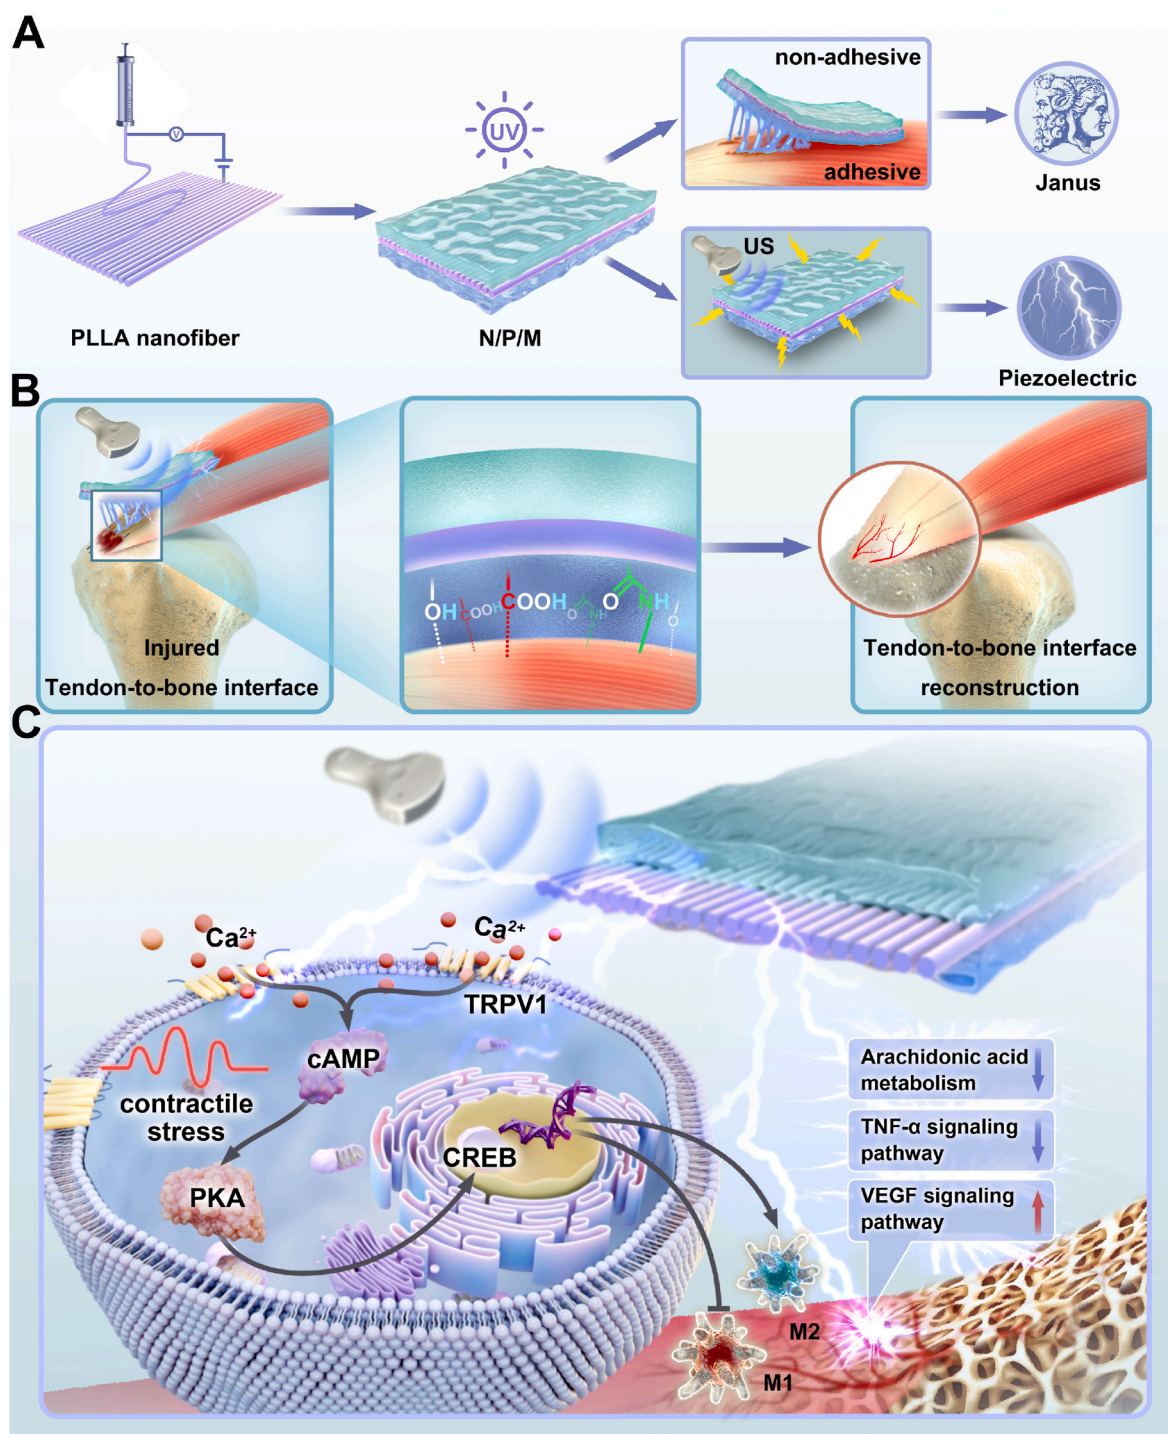 A
V
UV
non-adhesive
adhesive
Janus
US
PLLA nanofiber
N/P/M
Piezoelectric
B
Injured
Tendon-to-bone interface
OH
COOH
COOH
O
NH
O
NH
O
Tendon-to-bone interface
reconstruction
C
Ca2+
Ca2+
TRPV1
cAMP
contractile
stress
CREB
PKA
Arachidonic acid
metabolism
TNF-α signaling
pathway
VEGF signaling
pathway
M2
M1